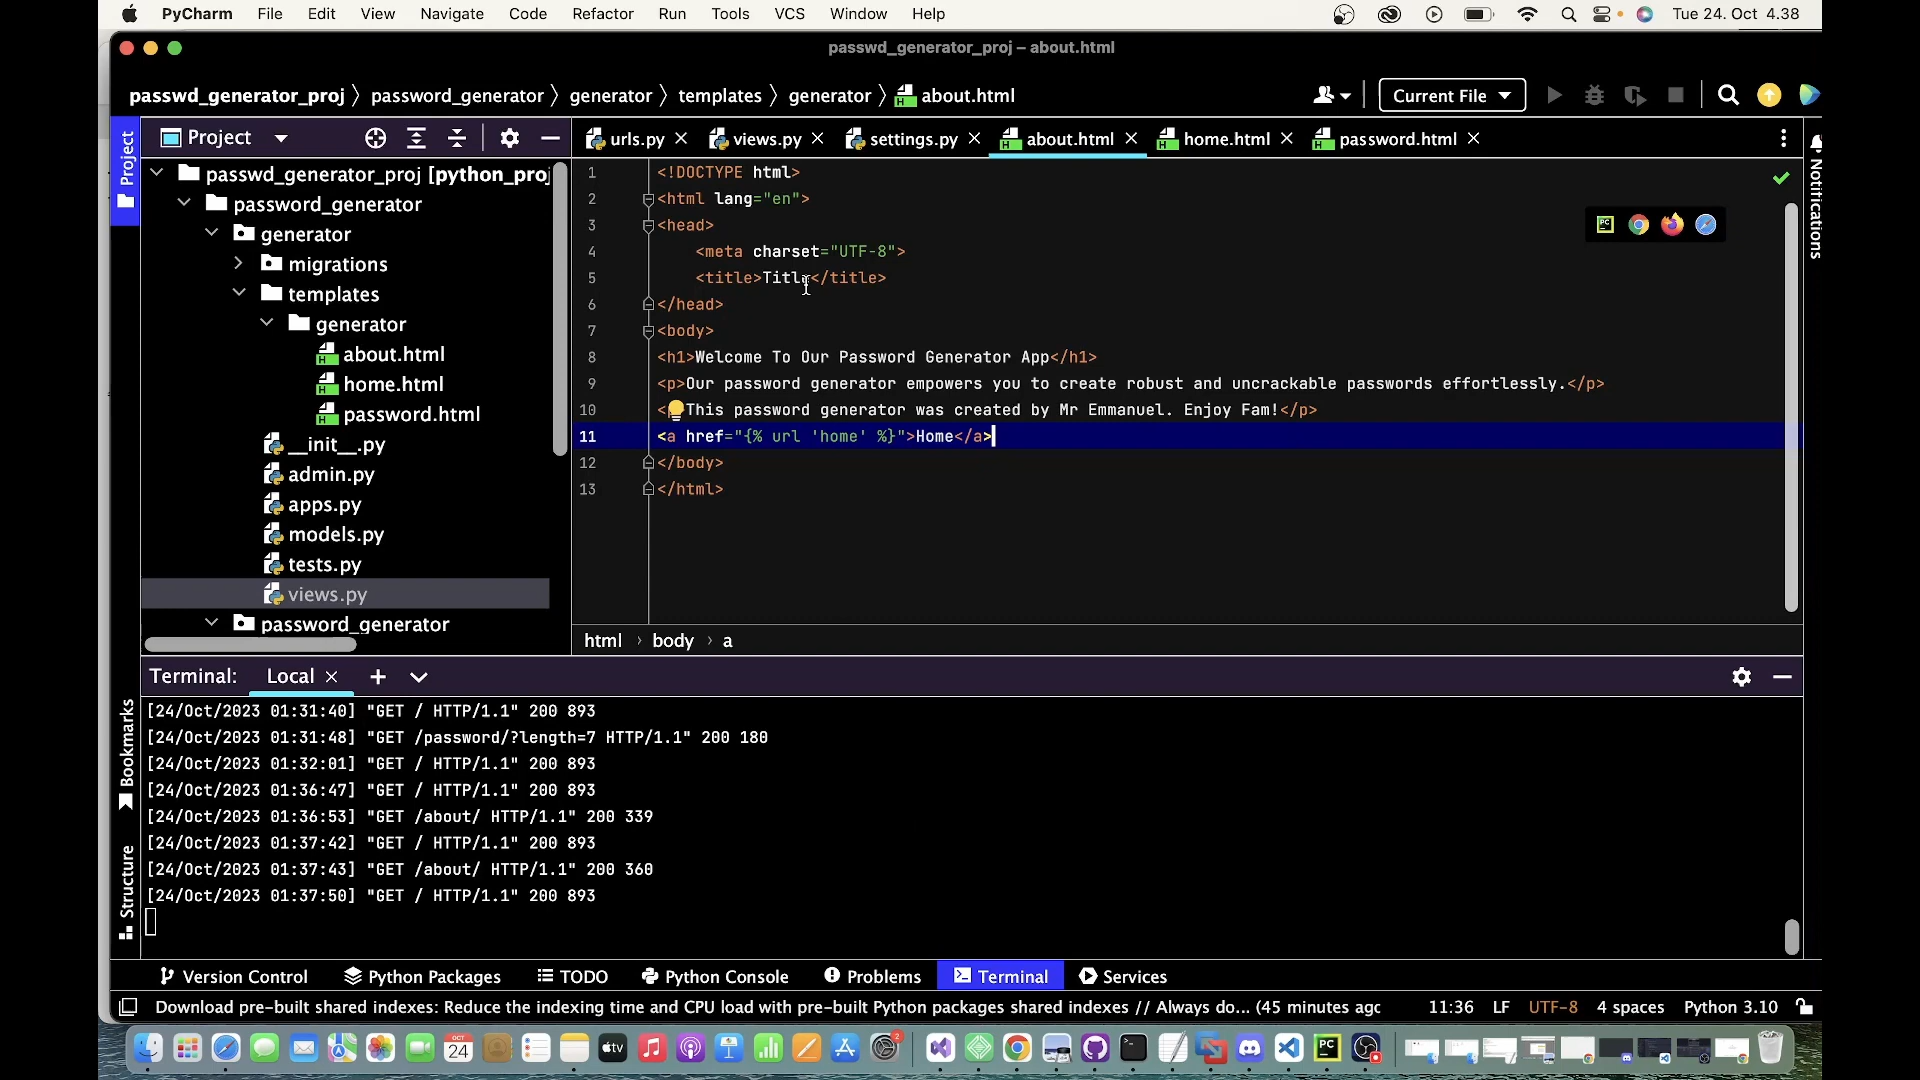 PyCharm File Edit View Navigate Code Refactor Run Tools VCS Window Help Tue 24. Oct 4.38
passwd_generator_proj – about.html
passwd_generator_proj password_generator generator templates generator about.html Current File
Project urls.py views.py settings.py about.html home.html password.html
Project
Notifications
passwd_generator_proj [python_proj
password_generator
generator
migrations
templates
generator
about.html
home.html
password.html
__init__.py
admin.py
apps.py
models.py
tests.py
views.py
password_generator
1 <!DOCTYPE html>
2 <html lang="en">
3 <head>
4 <meta charset="UTF-8">
5 <title>Title</title>
6 </head>
7 <body>
8 <h1>Welcome To Our Password Generator App</h1>
9 <p>Our password generator empowers you to create robust and uncrackable passwords effortlessly.</p>
10 <This password generator was created by Mr Emmanuel. Enjoy Fam!</p>
11 <a href="{% url 'home' %}">Home</a>
12 </body>
13 </html>
html body a
Terminal: Local
[24/Oct/2023 01:31:40] "GET / HTTP/1.1" 200 893
[24/Oct/2023 01:31:48] "GET /password/?length=7 HTTP/1.1" 200 180
[24/Oct/2023 01:32:01] "GET / HTTP/1.1" 200 893
[24/Oct/2023 01:36:47] "GET / HTTP/1.1" 200 893
[24/Oct/2023 01:36:53] "GET /about/ HTTP/1.1" 200 339
[24/Oct/2023 01:37:42] "GET / HTTP/1.1" 200 893
[24/Oct/2023 01:37:43] "GET /about/ HTTP/1.1" 200 360
[24/Oct/2023 01:37:50] "GET / HTTP/1.1" 200 893
Bookmarks
Structure
Version Control Python Packages TODO Python Console Problems Terminal Services
Download pre-built shared indexes: Reduce the indexing time and CPU load with pre-built Python packages shared indexes // Always do... (45 minutes agc 11:36 LF UTF-8 4 spaces Python 3.10
OCT
24
tv
2
PC